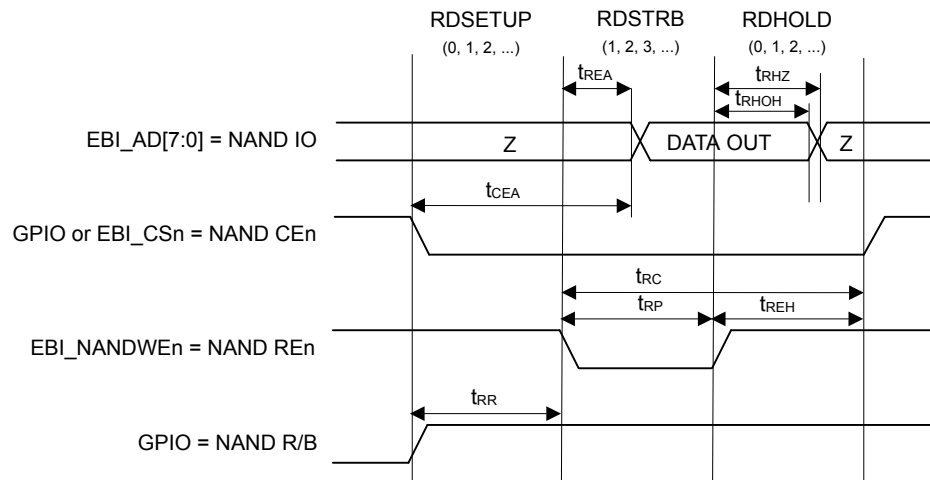 RDSETUP RDSTRB RDHOLD
(0, 1, 2, ...) (1, 2, 3, ...) (0, 1, 2, ...)
tREA tRHZ
tRHOH
EBI_AD[7:0] = NAND IO Z DATA OUT Z
tCEA
GPIO or EBI_CSn = NAND CEn
tRC
tRP tREH
EBI_NANDWEn = NAND REn
tRR
GPIO = NAND R/B